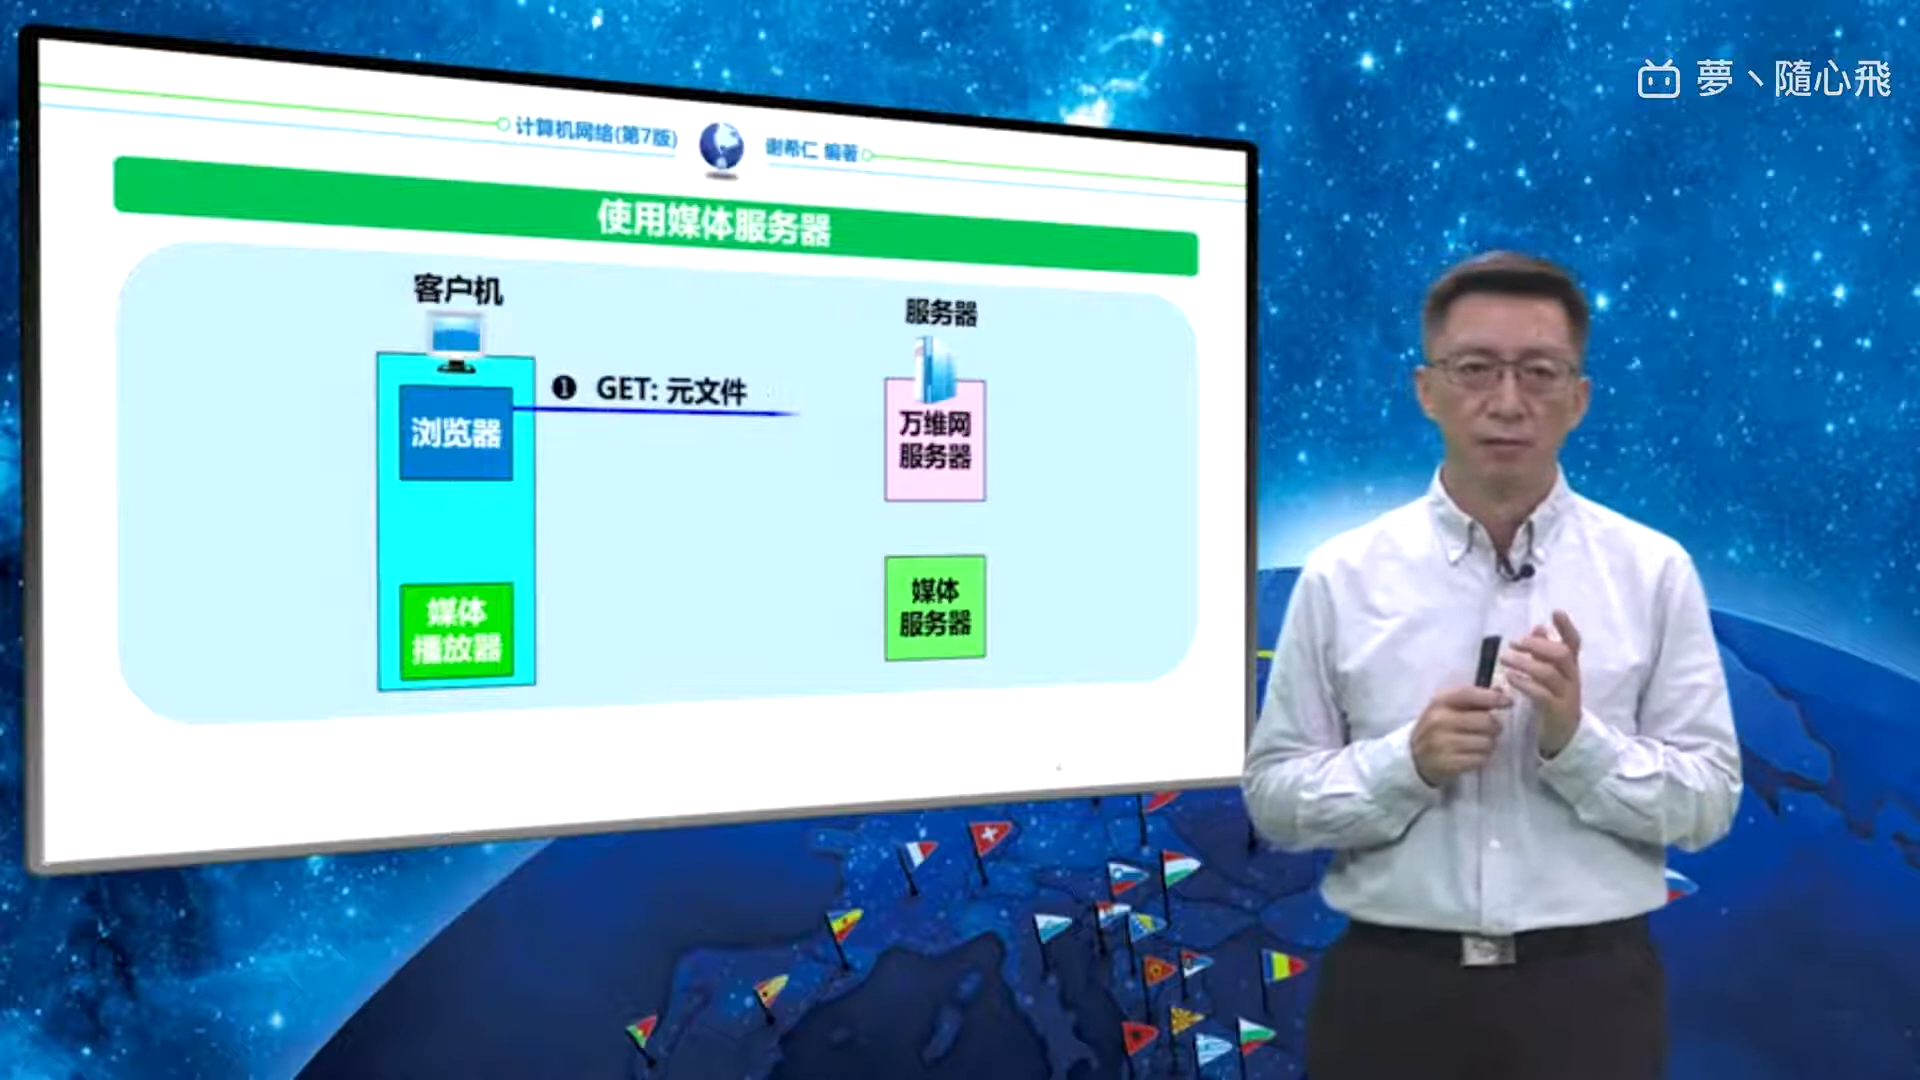 夢丶隨心飛
计算机网络(第7版)
谢希仁 编著
使用媒体服务器
客户机
服务器
❶ GET: 元文件
浏览器
万维网
服务器
媒体
服务器
媒体
播放器